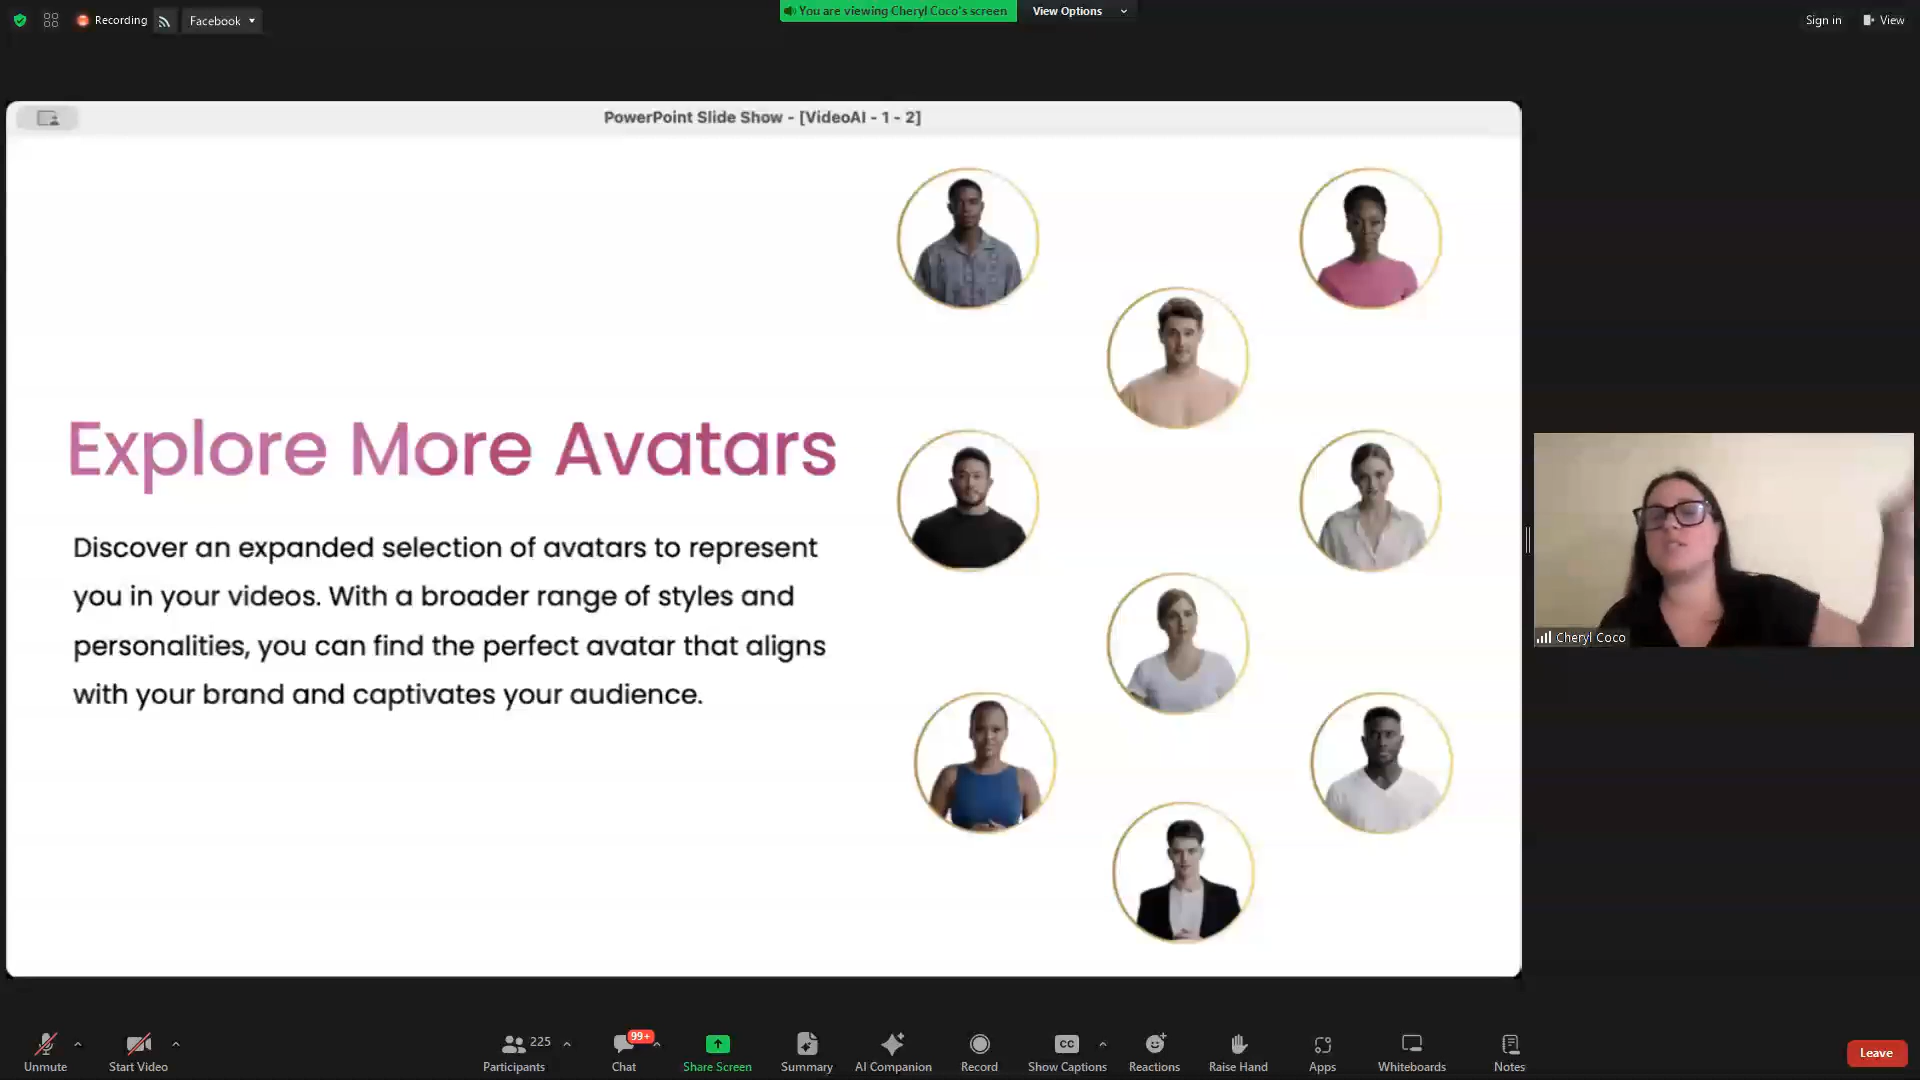 Recording
Facebook
You are viewing Cheryl Coco's screen
View Options
Sign in
View
PowerPoint Slide Show - [VideoAI - 1 - 2]
Explore More Avatars
Discover an expanded selection of avatars to represent
you in your videos. With a broader range of styles and
personalities, you can find the perfect avatar that aligns
with your brand and captivates your audience.
Cheryl Coco
Unmute
Start Video
225
Participants
99+
Chat
Share Screen
Summary
AI Companion
Record
CC
Show Captions
Reactions
Raise Hand
Apps
Whiteboards
Notes
Leave